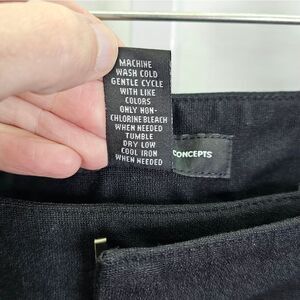 MACHINE
WASH COLD
GENTLE CYCLE
WITH LIKE
COLORS
ONLY NON-
CHLORINE BLEACH
WHEN NEEDED
TUMBLE
DRY LOW
COOL IRON
WHEN NEEDED
CONCEPTS